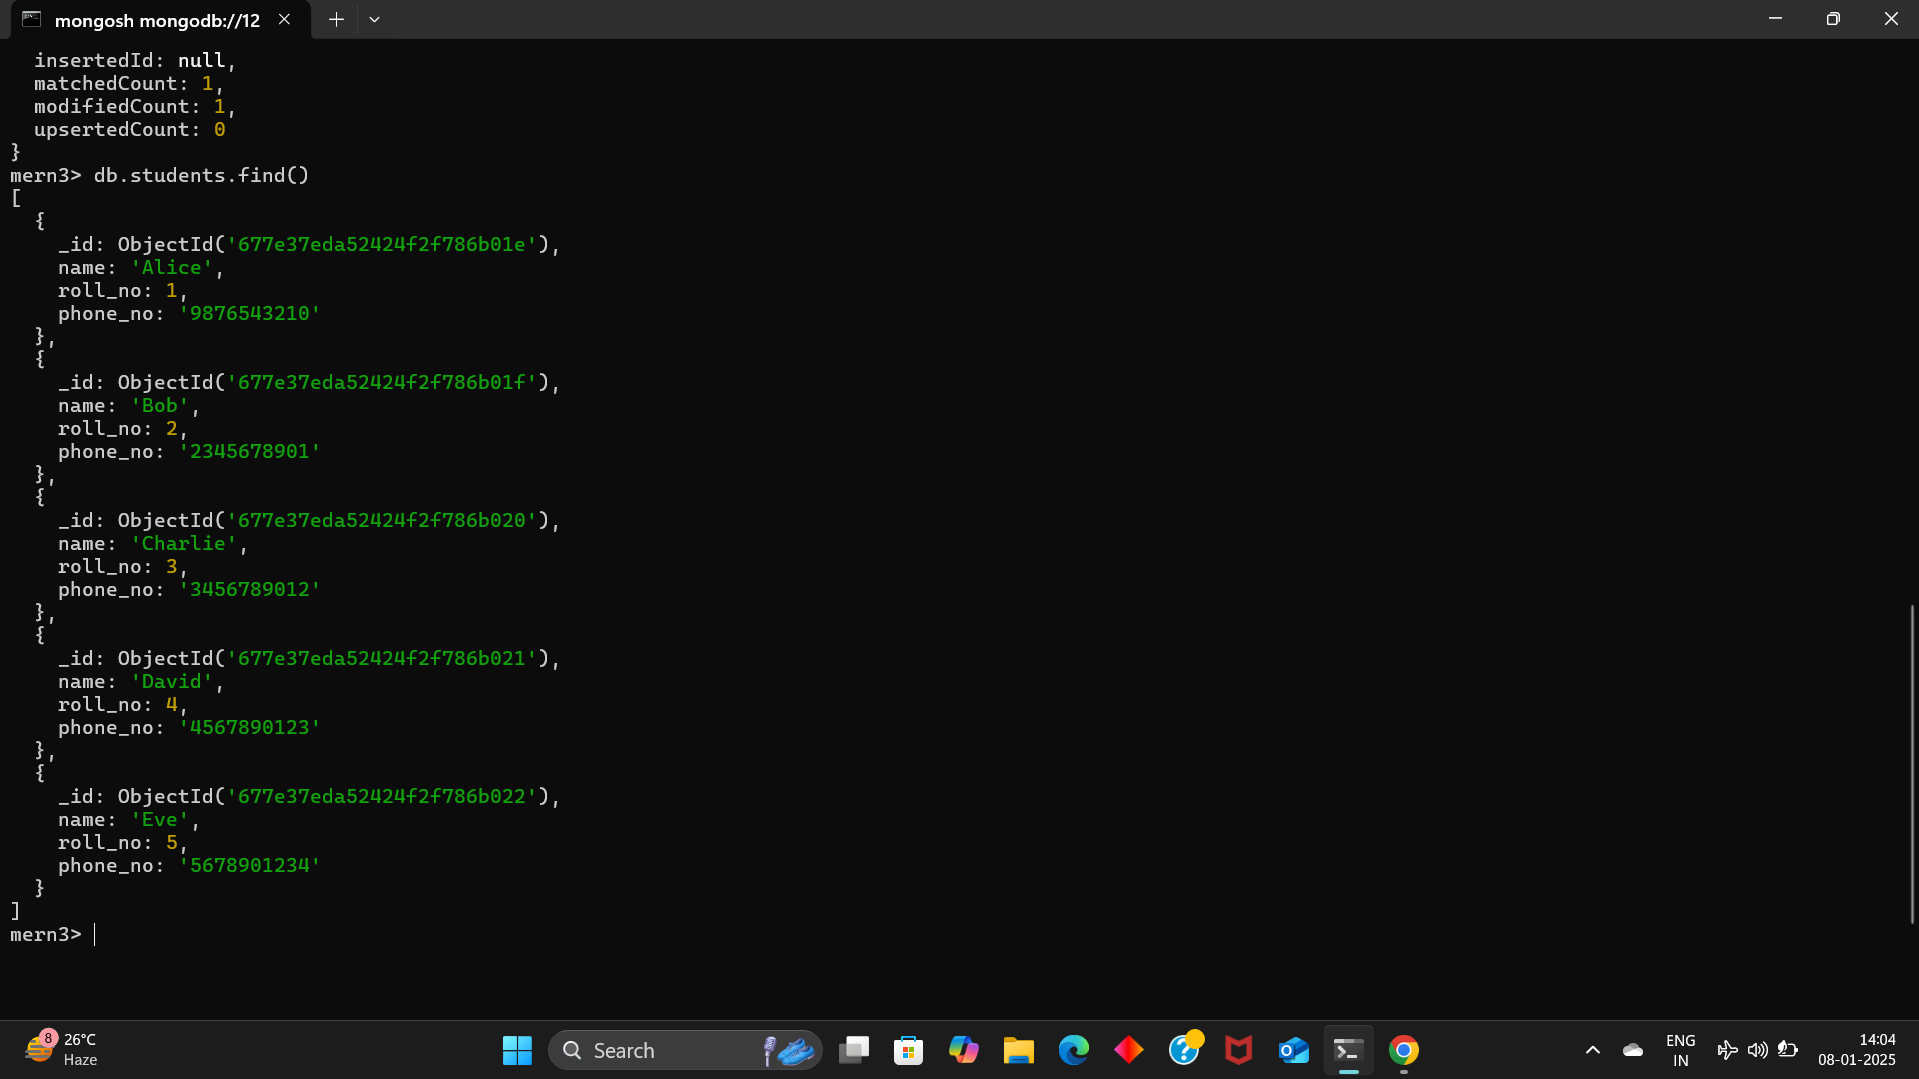 mongosh mongodb://12
insertedId: null,
matchedCount: 1,
modifiedCount: 1,
upsertedCount: 0
}
mern3> db.students.find()
[
{
_id: ObjectId('677e37eda52424f2f786b01e'),
name: 'Alice',
roll_no: 1,
phone_no: '9876543210'
},
{
_id: ObjectId('677e37eda52424f2f786b01f'),
name: 'Bob',
roll_no: 2,
phone_no: '2345678901'
},
{
_id: ObjectId('677e37eda52424f2f786b020'),
name: 'Charlie',
roll_no: 3,
phone_no: '3456789012'
},
{
_id: ObjectId('677e37eda52424f2f786b021'),
name: 'David',
roll_no: 4,
phone_no: '4567890123'
},
{
_id: ObjectId('677e37eda52424f2f786b022'),
name: 'Eve',
roll_no: 5,
phone_no: '5678901234'
}
]
mern3>
8
26°C
Haze
Search
ENG
IN
14:04
08-01-2025